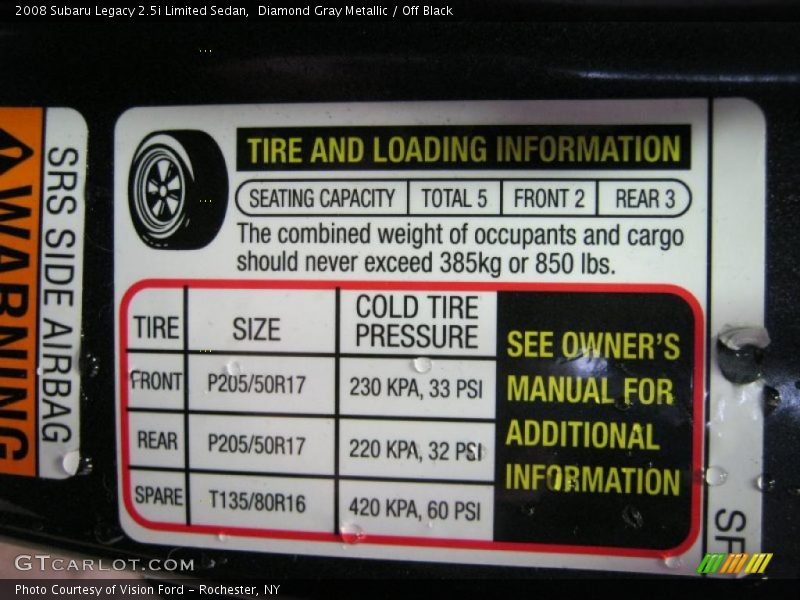 2008 Subaru Legacy 2.5i Limited Sedan,  Diamond Gray Metallic / Off Black
WARNING
SRS SIDE AIRBAG
TIRE AND LOADING INFORMATION
SEATING CAPACITY TOTAL 5 FRONT 2 REAR 3
The combined weight of occupants and cargo
should never exceed 385kg or 850 lbs.
TIRE SIZE COLD TIRE
PRESSURE
FRONT P205/50R17 230 KPA, 33 PSI
REAR P205/50R17 220 KPA, 32 PSI
SPARE T135/80R16 420 KPA, 60 PSI
SEE OWNER'S
MANUAL FOR
ADDITIONAL
INFORMATION
GTCARLOT.COM
Photo Courtesy of Vision Ford - Rochester, NY